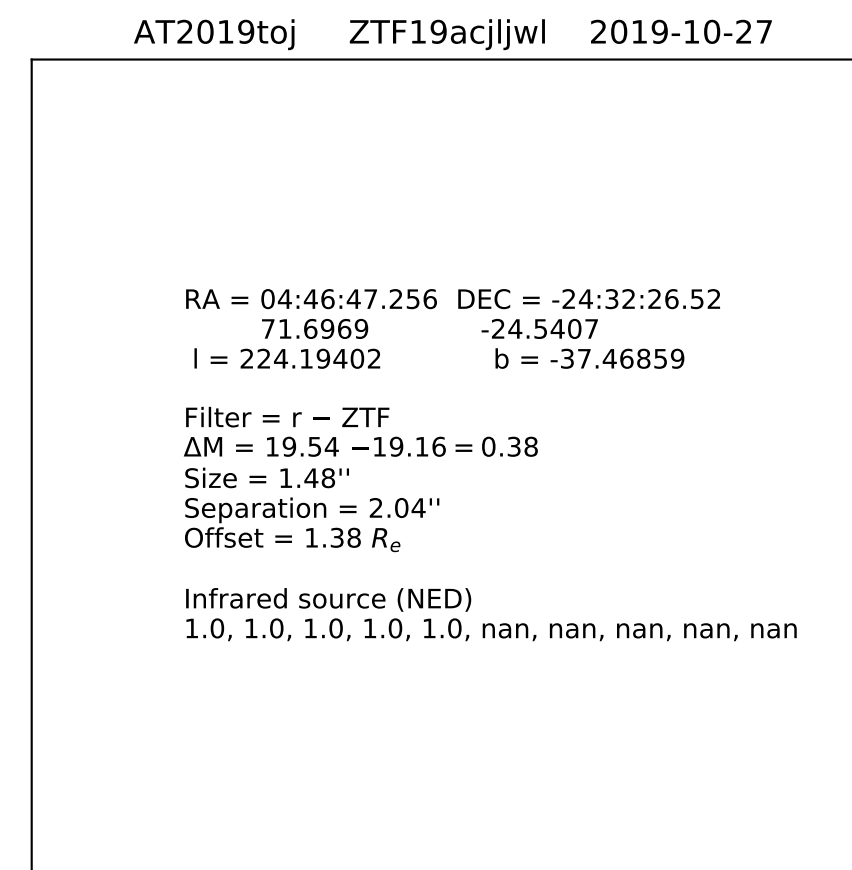 AT2019toj ZTF19acjljwl 2019-10-27
RA = 04:46:47.256 DEC = -24:32:26.52
71.6969 -24.5407
l = 224.19402 b = -37.46859
Filter = r − ZTF
ΔM = 19.54 −19.16 = 0.38
Size = 1.48''
Separation = 2.04''
Offset = 1.38 Rₑ
Infrared source (NED)
1.0, 1.0, 1.0, 1.0, 1.0, nan, nan, nan, nan, nan